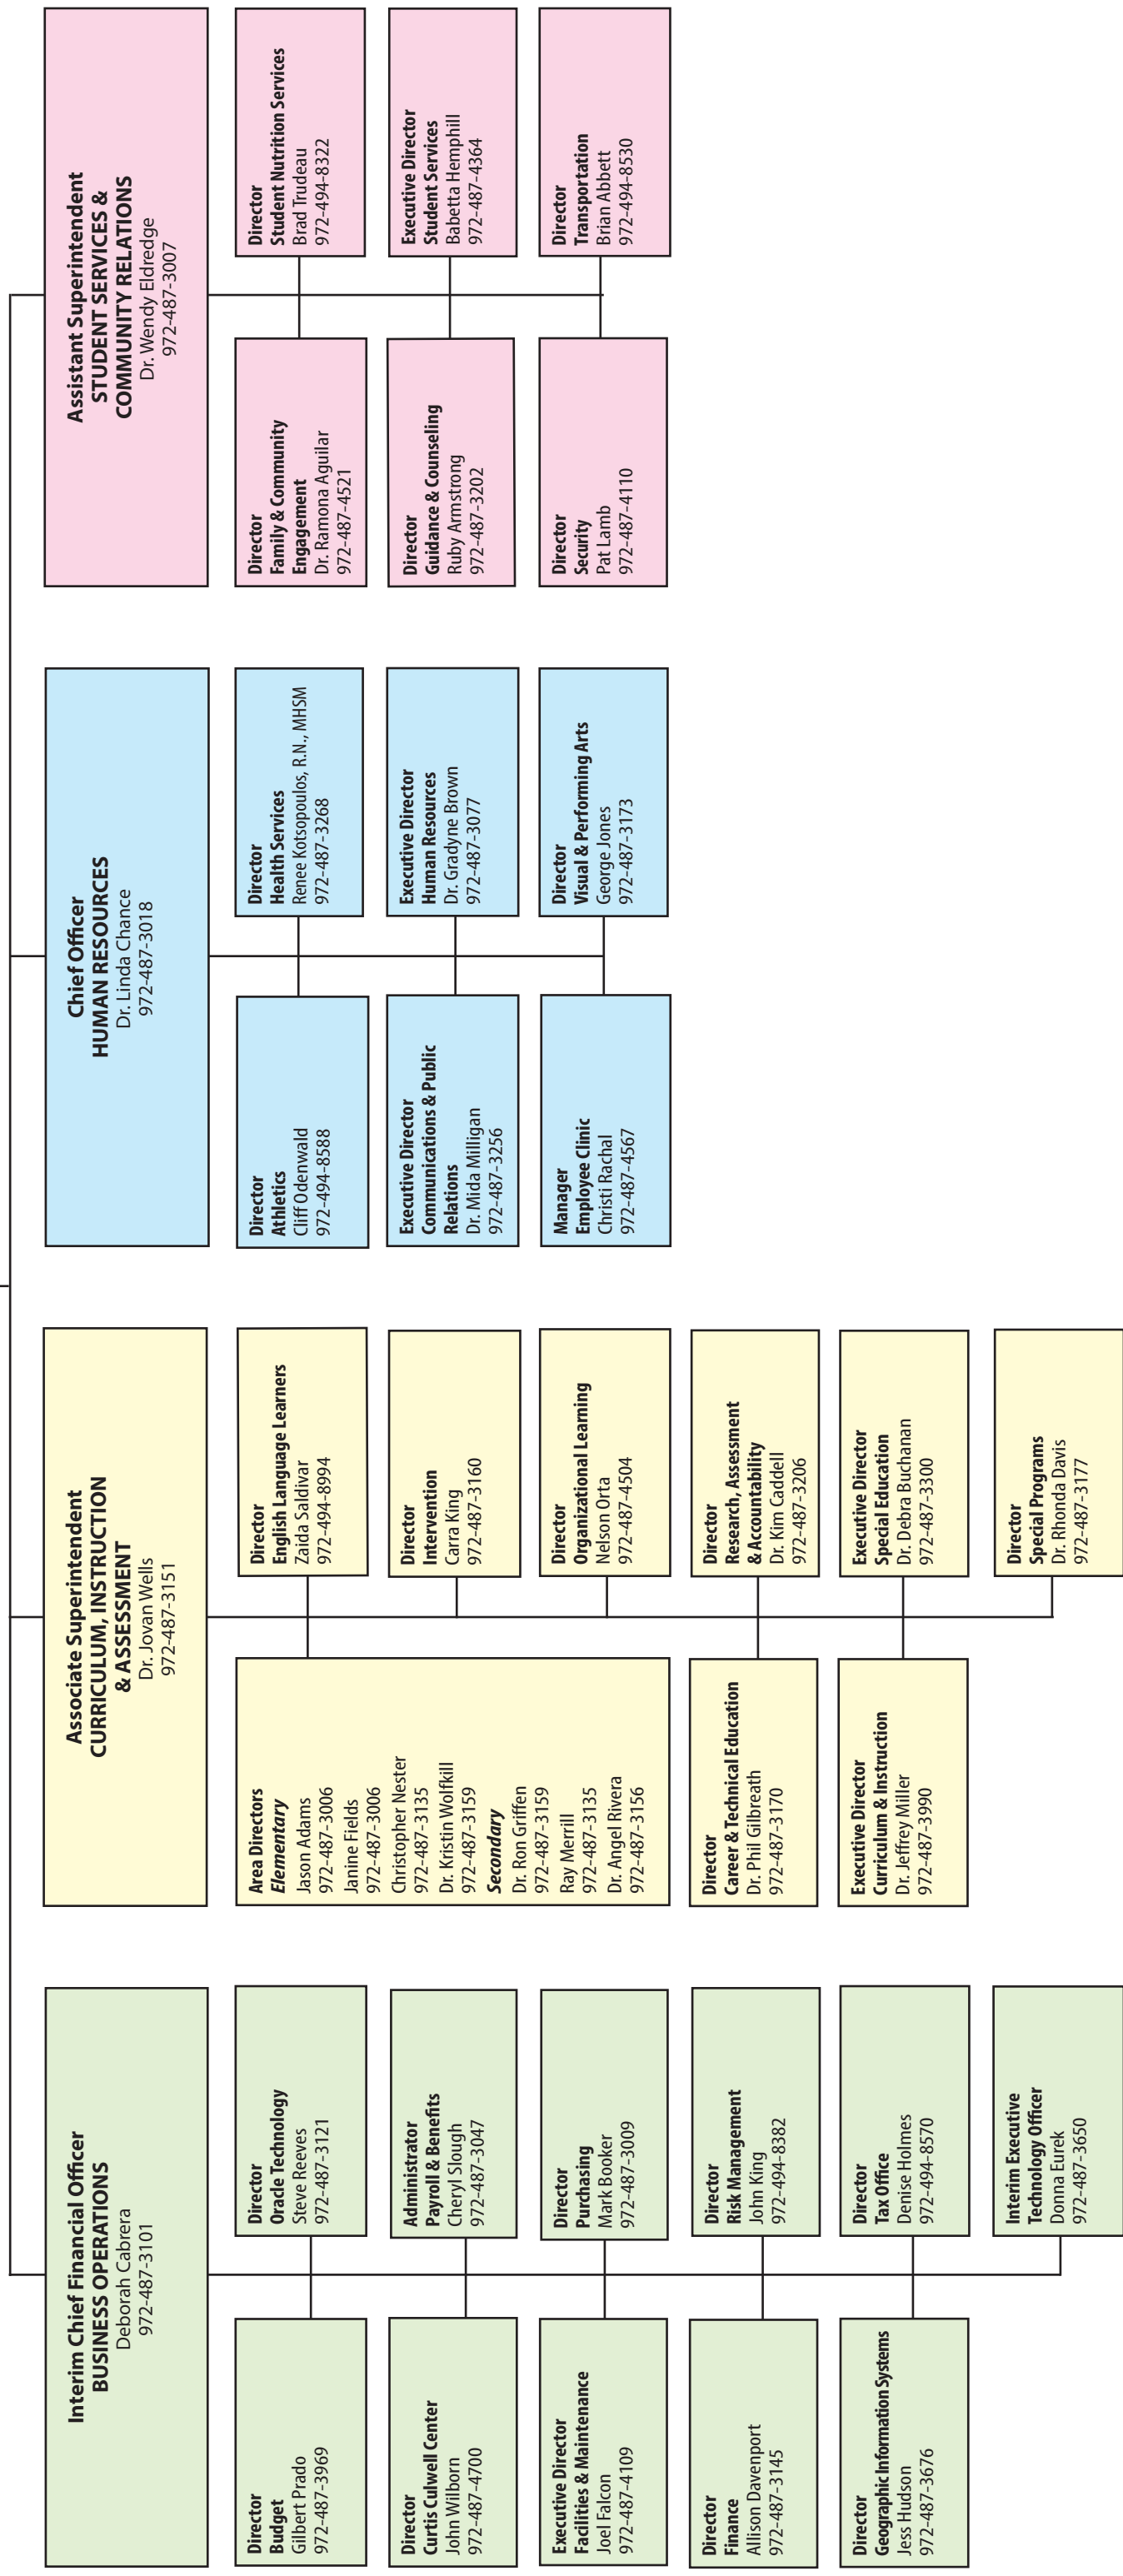 Interim Chief Financial Officer
BUSINESS OPERATIONS
Deborah Cabrera
972-487-3101
Director
Budget
Gilbert Prado
972-487-3969
Director
Oracle Technology
Steve Reeves
972-487-3121
Director
Curtis Culwell Center
John Wilborn
972-487-4700
Administrator
Payroll & Benefits
Cheryl Slough
972-487-3047
Executive Director
Facilities & Maintenance
Joel Falcon
972-487-4109
Director
Purchasing
Mark Booker
972-487-3009
Director
Finance
Allison Davenport
972-487-3145
Director
Risk Management
John King
972-494-8382
Director
Geographic Information Systems
Jess Hudson
972-487-3676
Director
Tax Office
Denise Holmes
972-494-8570
Interim Executive
Technology Officer
Donna Eurek
972-487-3650
Associate Superintendent
CURRICULUM, INSTRUCTION
& ASSESSMENT
Dr. Jovan Wells
972-487-3151
Area Directors
Elementary
Jason Adams
972-487-3006
Janine Fields
972-487-3006
Christopher Nester
972-487-3135
Dr. Kristin Wolfkill
972-487-3159
Secondary
Dr. Ron Griffen
972-487-3159
Ray Merrill
972-487-3135
Dr. Angel Rivera
972-487-3156
Director
English Language Learners
Zaida Saldivar
972-494-8994
Director
Intervention
Carra King
972-487-3160
Director
Organizational Learning
Nelson Orta
972-487-4504
Director
Career & Technical Education
Dr. Phil Gilbreath
972-487-3170
Director
Research, Assessment
& Accountability
Dr. Kim Caddell
972-487-3206
Executive Director
Curriculum & Instruction
Dr. Jeffrey Miller
972-487-3990
Executive Director
Special Education
Dr. Debra Buchanan
972-487-3300
Director
Special Programs
Dr. Rhonda Davis
972-487-3177
Chief Officer
HUMAN RESOURCES
Dr. Linda Chance
972-487-3018
Director
Athletics
Cliff Odenwald
972-494-8588
Director
Health Services
Renee Kotsopoulos, R.N., MHSM
972-487-3268
Executive Director
Communications & Public
Relations
Dr. Mida Milligan
972-487-3256
Executive Director
Human Resources
Dr. Gradyne Brown
972-487-3077
Manager
Employee Clinic
Christi Rachal
972-487-4567
Director
Visual & Performing Arts
George Jones
972-487-3173
Assistant Superintendent
STUDENT SERVICES &
COMMUNITY RELATIONS
Dr. Wendy Eldredge
972-487-3007
Director
Family & Community
Engagement
Dr. Ramona Aguilar
972-487-4521
Director
Student Nutrition Services
Brad Trudeau
972-494-8322
Director
Guidance & Counseling
Ruby Armstrong
972-487-3202
Executive Director
Student Services
Babetta Hemphill
972-487-4364
Director
Security
Pat Lamb
972-487-4110
Director
Transportation
Brian Abbett
972-494-8530